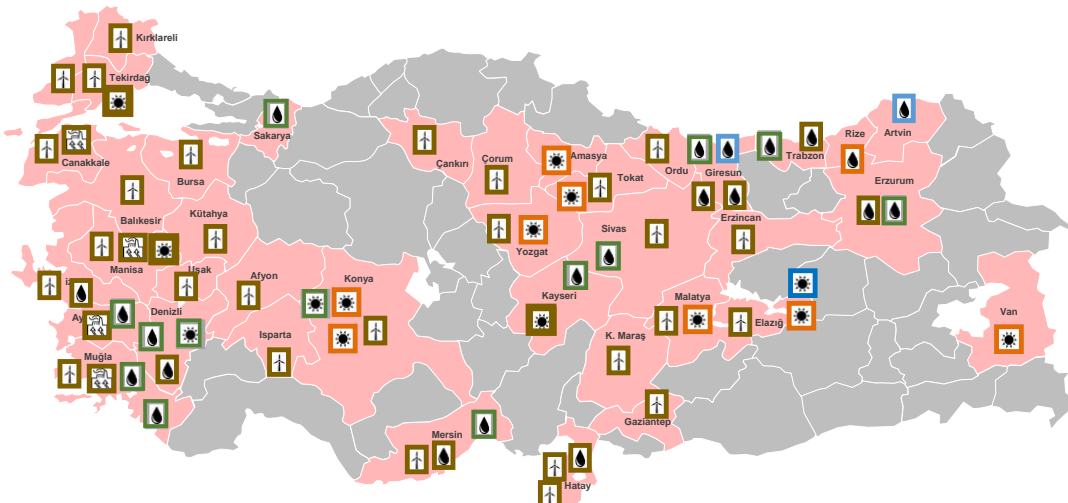 Kırklareli
Tekirdağ
Sakarya
Canakkale
Bursa
Balıkesir
Kütahya
Manisa
Uşak
Afyon
Konya
Denizli
Isparta
Muğla
Çankırı
Çorum
Amasya
Tokat
Ordu
Giresun
Trabzon
Rize
Artvin
Erzurum
Erzincan
Sivas
Yozgat
Kayseri
Malatya
Elazığ
K. Maraş
Van
Gaziantep
Mersin
Hatay